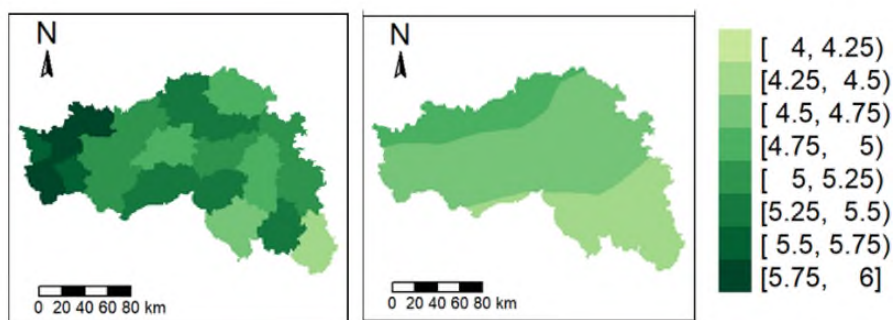 N
0 20 40 60 80 km
N
0 20 40 60 80 km
[ 4, 4.25)
[4.25, 4.5)
[ 4.5, 4.75)
[4.75, 5)
[ 5, 5.25)
[5.25, 5.5)
[ 5.5, 5.75)
[5.75, 6]